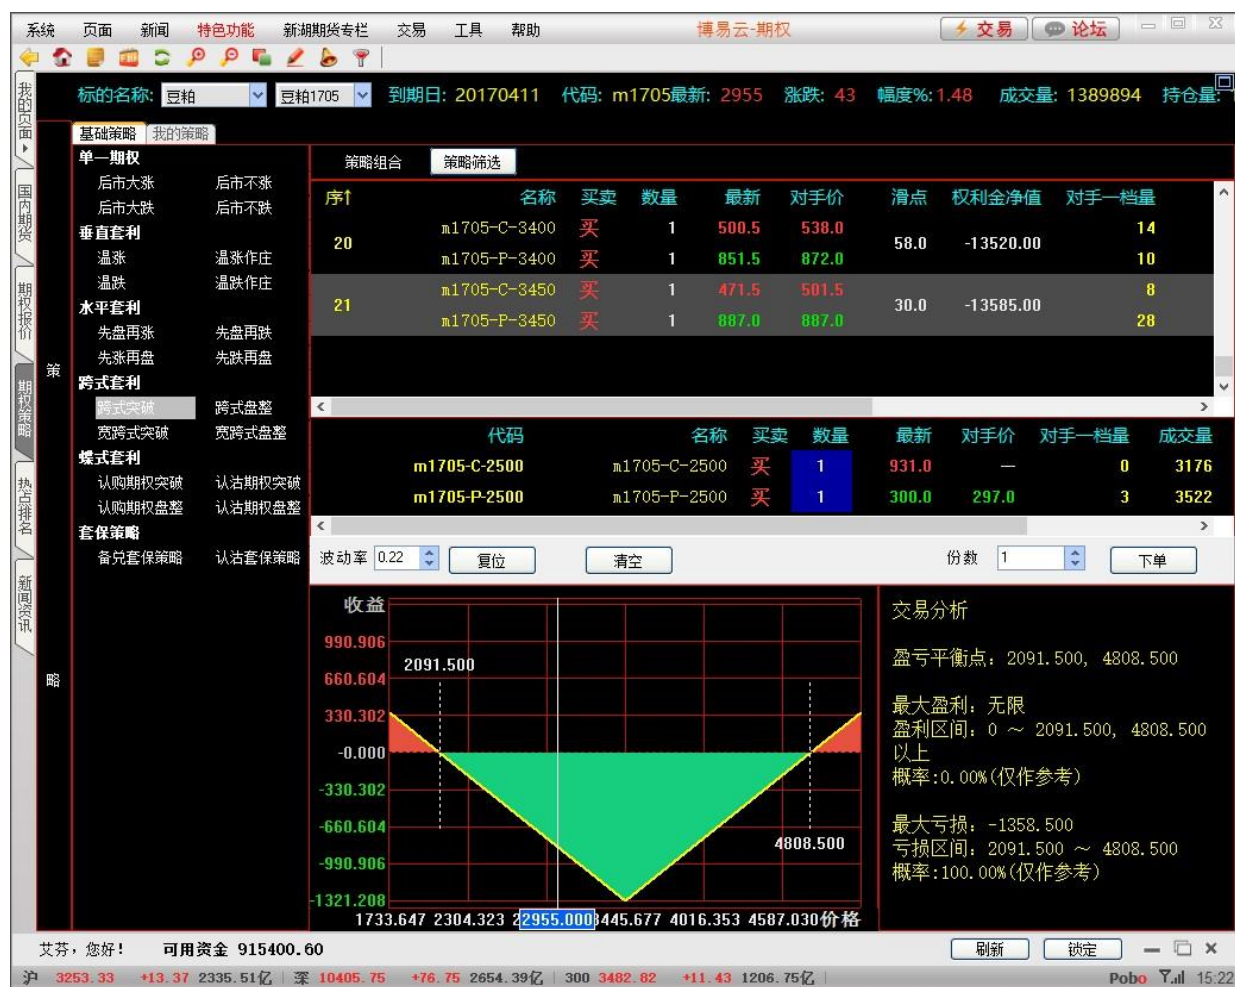 系统 页面 新闻 特色功能 新湖期货专栏 交易 工具 帮助 博易云-期权 交易 论坛
标的名称: 豆粕 豆粕1705 到期日: 20170411 代码: m1705最新: 2955 涨跌: 43 幅度%:1.48 成交量: 1389894 持仓量:
我的页面
国内期货
期权报价
期权策略
热点排名
新闻资讯
策
略
基础策略 我的策略
单一期权
后市大涨 后市不涨
后市大跌 后市不跌
垂直套利
温涨 温涨作庄
温跌 温跌作庄
水平套利
先盘再涨 先盘再跌
先涨再盘 先跌再盘
跨式套利
跨式突破 跨式盘整
宽跨式突破 宽跨式盘整
蝶式套利
认购期权突破 认沽期权突破
认购期权盘整 认沽期权盘整
套保策略
备兑套保策略 认沽套保策略
策略组合 策略筛选
序↑ 名称 买卖 数量 最新 对手价 滑点 权利金净值 对手一档量
20 m1705-C-3400 买 1 500.5 538.0 58.0 -13520.00 14
m1705-P-3400 买 1 851.5 872.0 10
21 m1705-C-3450 买 1 471.5 501.5 30.0 -13585.00 8
m1705-P-3450 买 1 887.0 887.0 28
代码 名称 买卖 数量 最新 对手价 对手一档量 成交量
m1705-C-2500 m1705-C-2500 买 1 931.0 — 0 3176
m1705-P-2500 m1705-P-2500 买 1 300.0 297.0 3 3522
波动率 0.22 复位 清空 份数 1 下单
收益
990.906
660.604
330.302
-0.000
-330.302
-660.604
-990.906
-1321.208
2091.500
4808.500
1733.647 2304.323 2 2955.000 3445.677 4016.353 4587.030价格
交易分析
盈亏平衡点: 2091.500, 4808.500
最大盈利: 无限
盈利区间: 0 ～ 2091.500, 4808.500
以上
概率:0.00%(仅作参考)
最大亏损: -1358.500
亏损区间: 2091.500 ～ 4808.500
概率:100.00%(仅作参考)
艾芬，您好! 可用资金 915400.60 刷新 锁定
沪 3253.33 +13.37 2335.51亿 深 10405.75 +76.75 2654.39亿 300 3482.82 +11.43 1206.75亿 Pobo 15:22